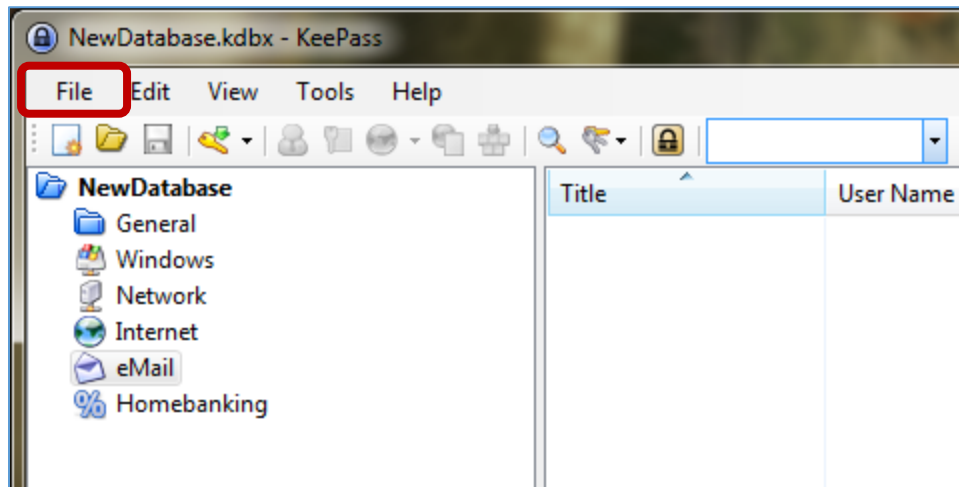 NewDatabase.kdbx - KeePass
File Edit View Tools Help
NewDatabase
General
Windows
Network
Internet
eMail
Homebanking
Title User Name